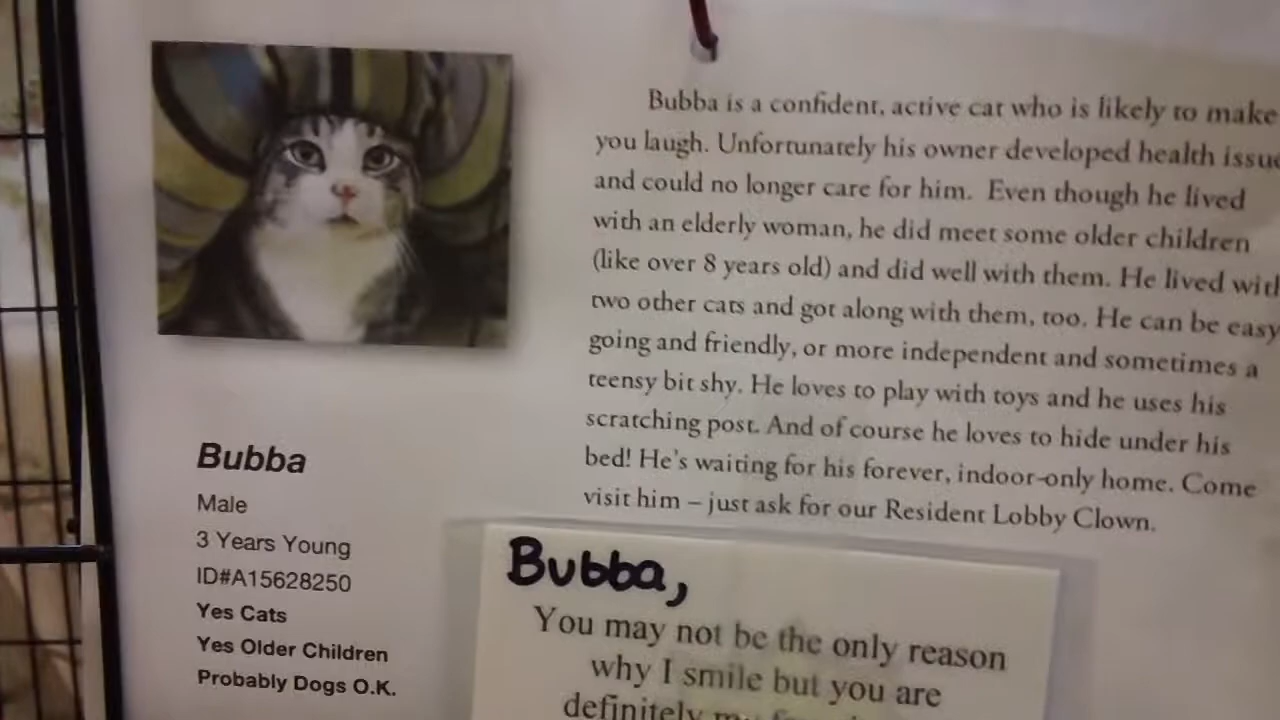 Bubba is a confident, active cat who is likely to make
you laugh. Unfortunately his owner developed health
and could no longer care for him. Even though he lived
with an elderly woman, he did meet some older children
(like over 8 years old) and did well with them. He lived
two other cats and got along with them, too. He can be easy
going and friendly, or more independent and sometimes a
teensy bit shy. He loves to play with toys and he uses his
scratching post. And of course he loves to hide under his
bed! He's waiting for his forever, indoor-only home. Come
visit him – just ask for our Resident Lobby Clown.
Bubba
Male
3 Years Young
ID#A15628250
Yes Cats
Yes Older Children
Probably Dogs O.K.
Bubba,
You may not be the only reason
why I smile but you are
definitely